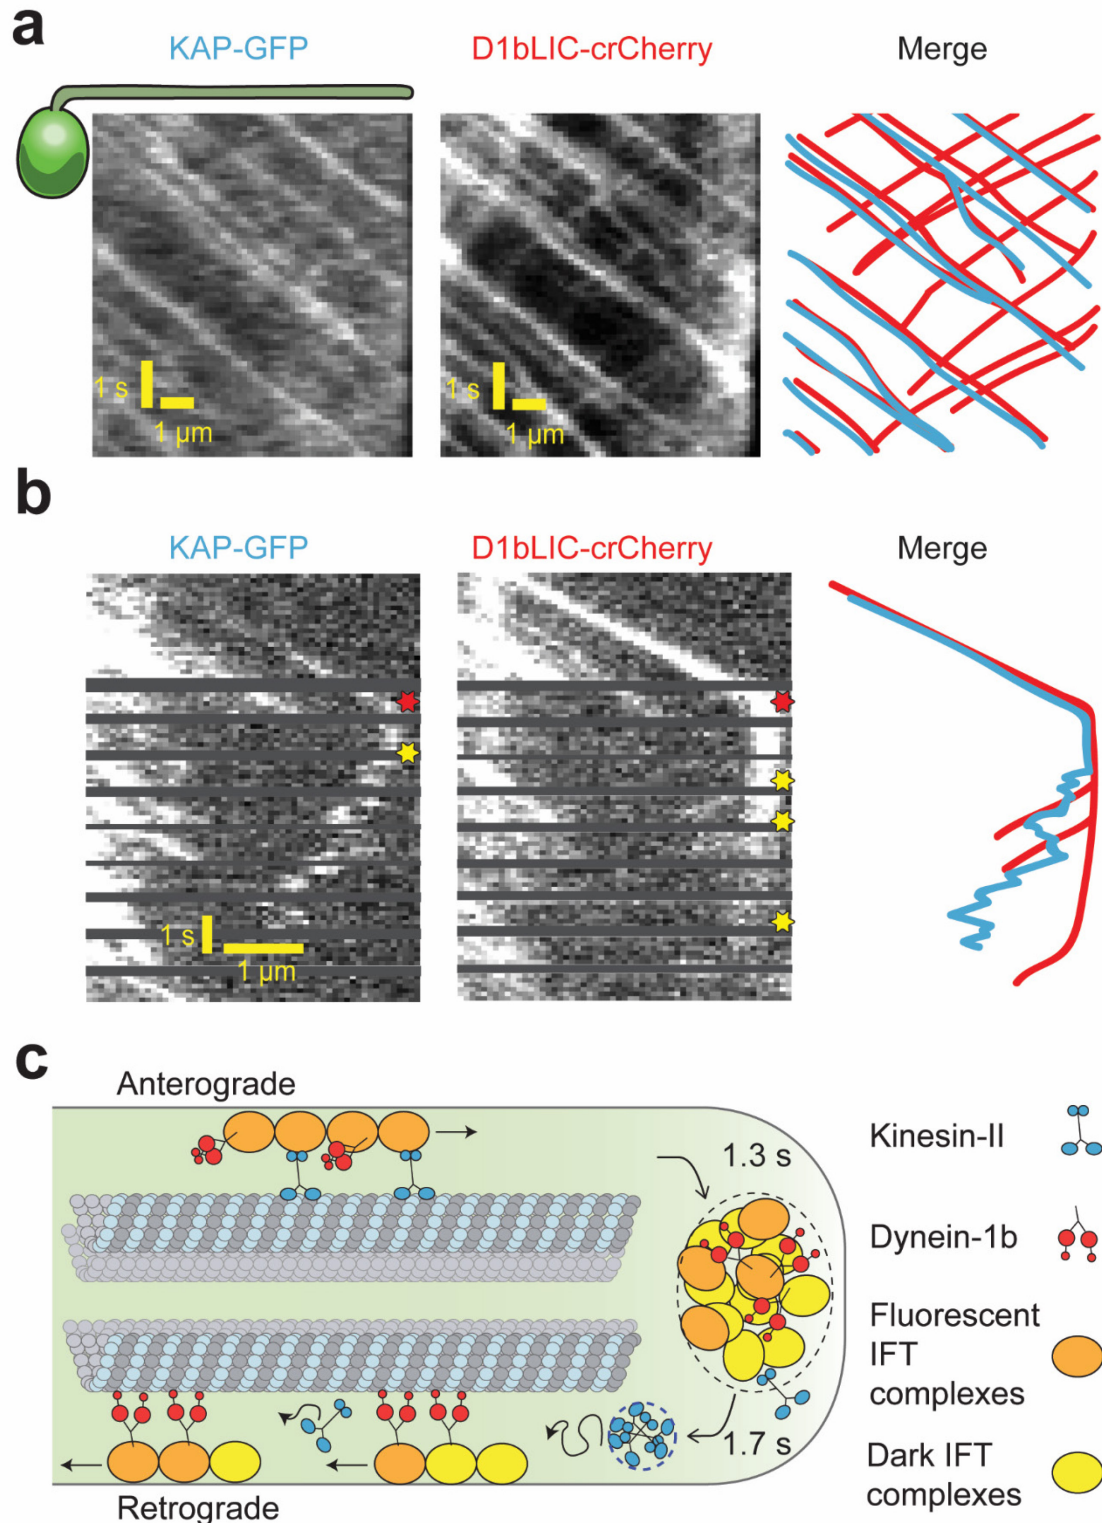 a
KAP-GFP
D1bLIC-crCherry
Merge
1 s
1 µm
1 s
1 µm
b
KAP-GFP
D1bLIC-crCherry
Merge
1 s
1 µm
c
Anterograde
1.3 s
1.7 s
Retrograde
Kinesin-II
Dynein-1b
Fluorescent
IFT
complexes
Dark IFT
complexes